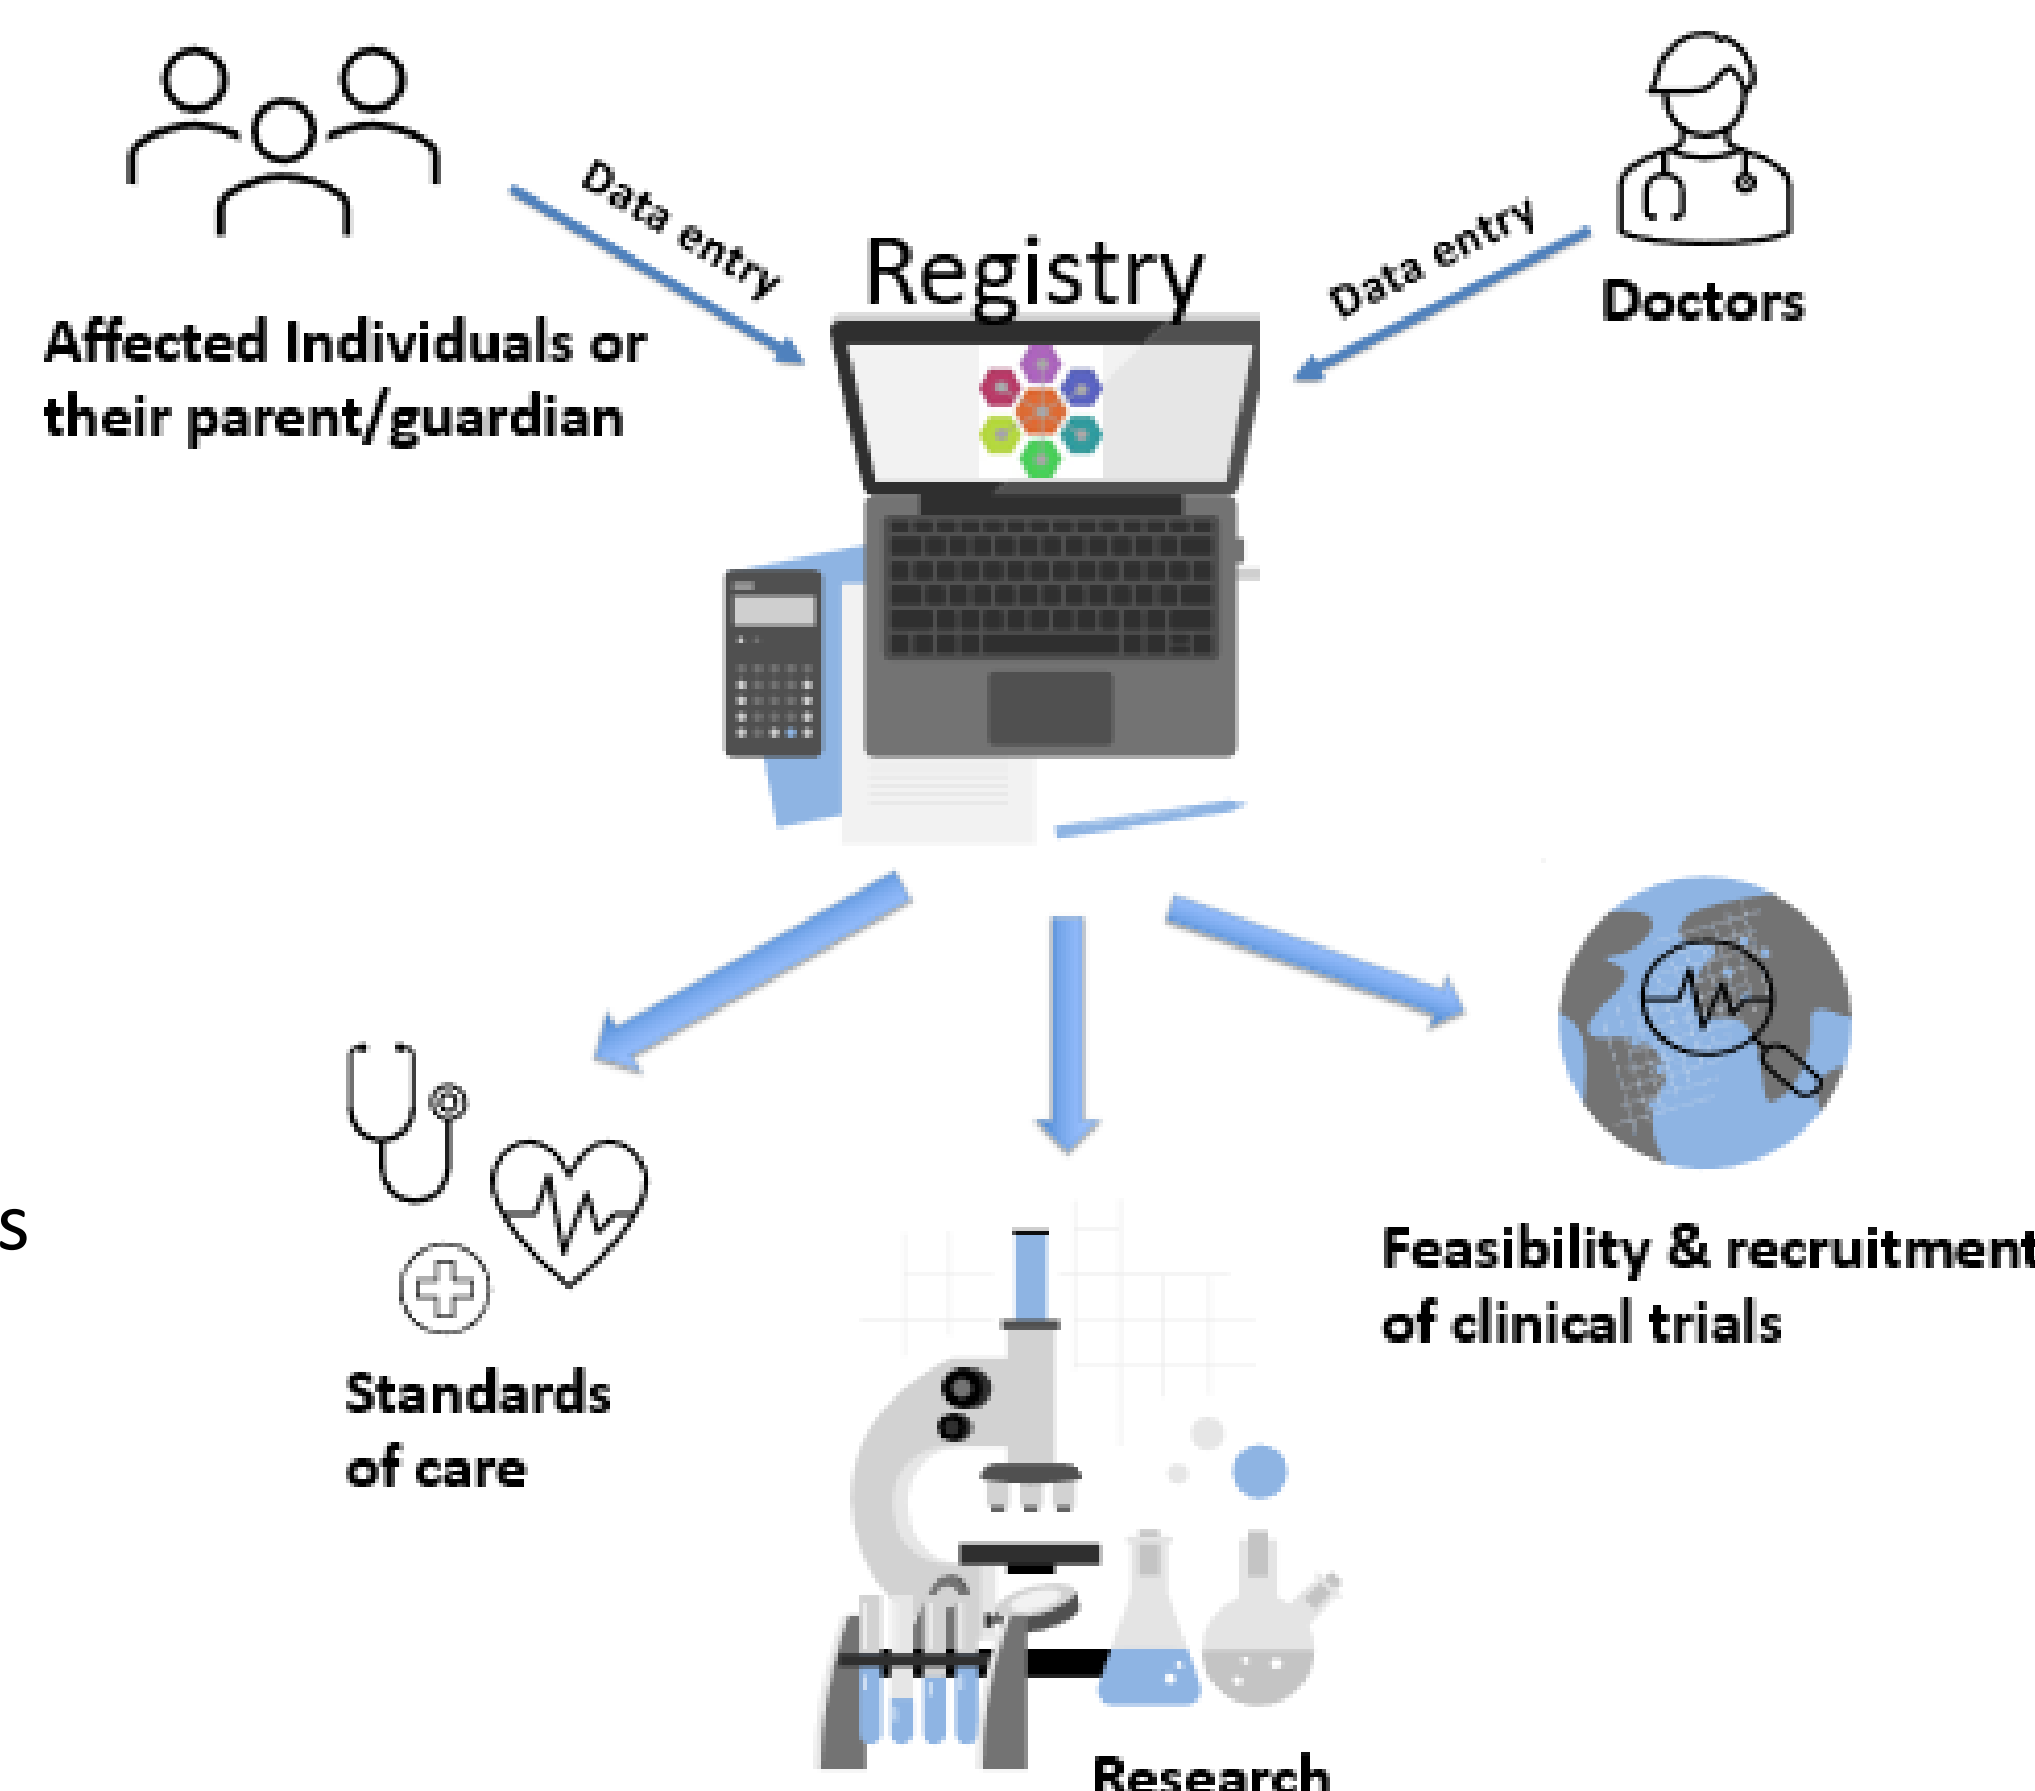 Data entry
Registry
Data entry
Doctors
Affected Individuals or
their parent/guardian
s
Feasibility & recruitment
of clinical trials
Standards
of care
Research